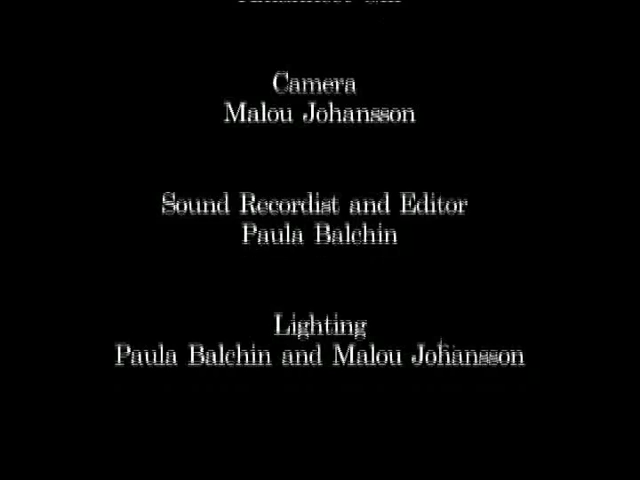 Camera
Malou Johansson
Sound Recordist and Editor
Paula Balchin
Lighting
Paula Balchin and Malou Johansson